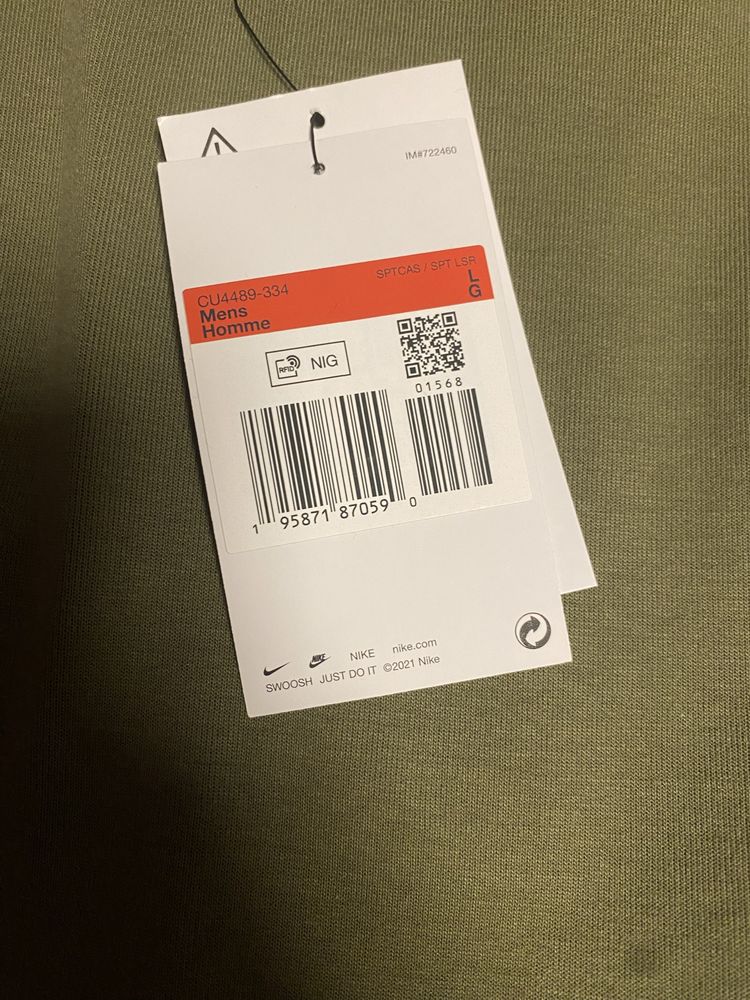 IM#722460
CU4489-334
SPTCAS / SPT LSR
Mens
L
Homme
G
RFID
NIG
01568
1 95871 87059 0
NIKE NIKE nike.com
SWOOSH JUST DO IT ©2021 Nike